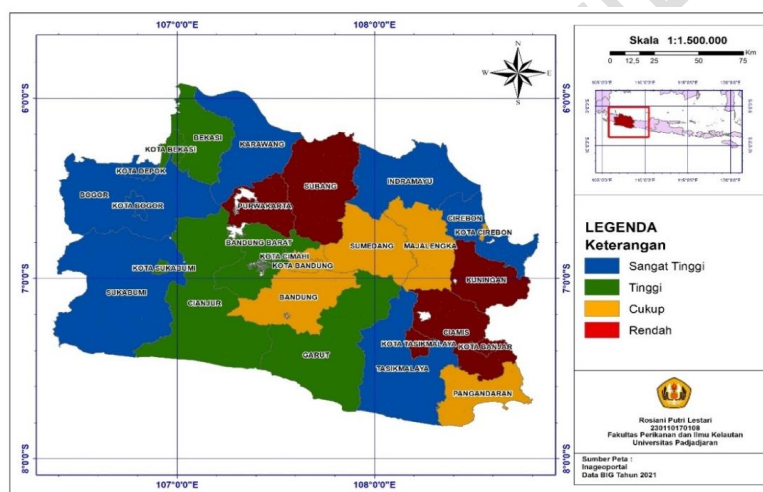 107°0'0"E
108°0'0"E
Skala 1:1.500.000
0 12,5 25 50 75
Km
N
W
E
S
6°0'0"S
7°0'0"S
8°0'0"S
6°0'0"S
7°0'0"S
8°0'0"S
BEKASI
KOTA BEKASI
KARAWANG
KOTA DEPOK
SUBANG
INDRAMAYU
BOGOR
KOTA BOGOR
PURWAKARTA
CIREBON
KOTA CIREBON
BANDUNG BARAT
SUMEDANG
MAJALENGKA
KOTA CIMAHI
KOTA BANDUNG
KOTA SUKABUMI
KUNINGAN
SUKABUMI
CIANJUR
BANDUNG
CIAMIS
KOTA TASIKMALAYA
KOTA BANJAR
GARUT
TASIKMALAYA
PANGANDARAN
107°0'0"E
108°0'0"E
LEGENDA
Keterangan
Sangat Tinggi
Tinggi
Cukup
Rendah
Rosiani Putri Lestari
230110170108
Fakultas Perikanan dan Ilmu Kelautan
Universitas Padjadjaran
Sumber Peta :
Inageoportal
Data BIG Tahun 2021